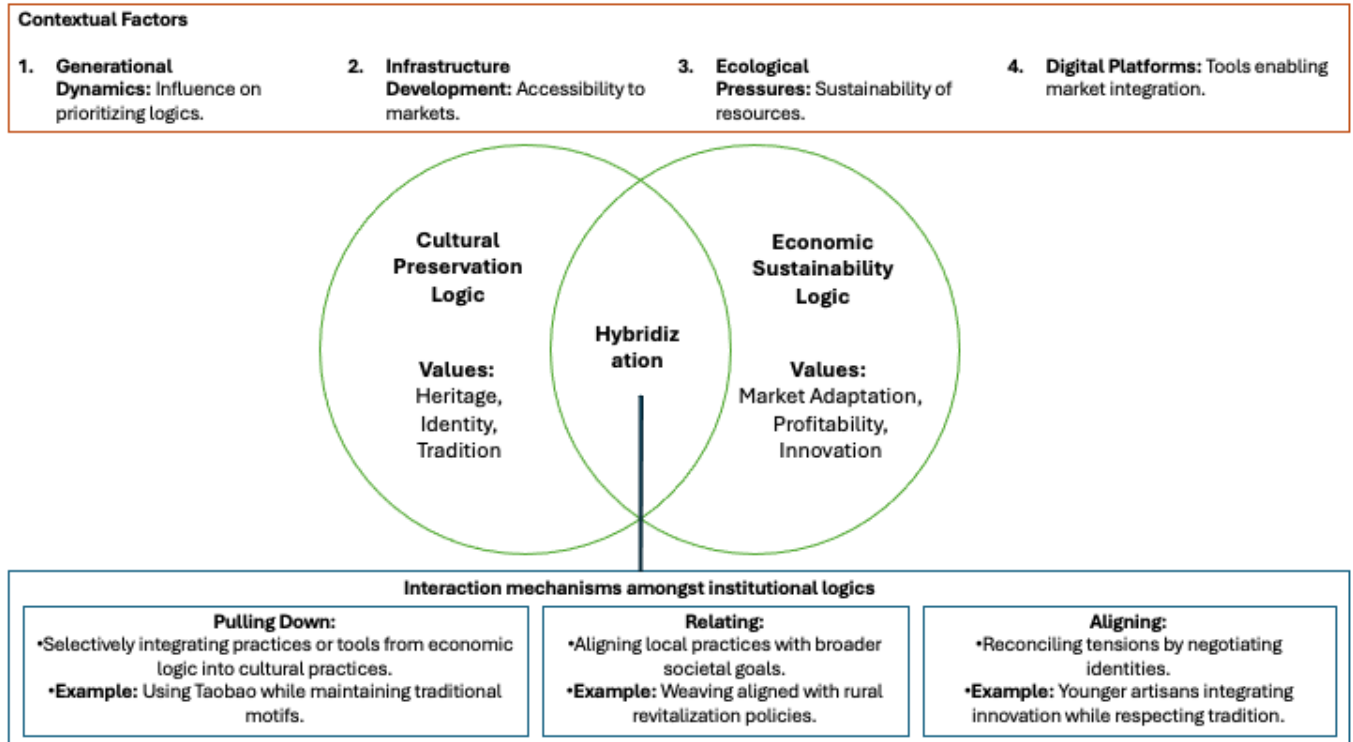 Contextual Factors
1. Generational
Dynamics: Influence on
prioritizing logics.
2. Infrastructure
Development: Accessibility to
markets.
3. Ecological
Pressures: Sustainability of
resources.
4. Digital Platforms: Tools enabling
market integration.
Cultural
Preservation
Logic
Values:
Heritage,
Identity,
Tradition
Hybridiz
ation
Economic
Sustainability
Logic
Values:
Market Adaptation,
Profitability,
Innovation
Interaction mechanisms amongst institutional logics
Pulling Down:
•Selectively integrating practices or tools from economic
logic into cultural practices.
•Example: Using Taobao while maintaining traditional
motifs.
Relating:
•Aligning local practices with broader
societal goals.
•Example: Weaving aligned with rural
revitalization policies.
Aligning:
•Reconciling tensions by negotiating
identities.
•Example: Younger artisans integrating
innovation while respecting tradition.